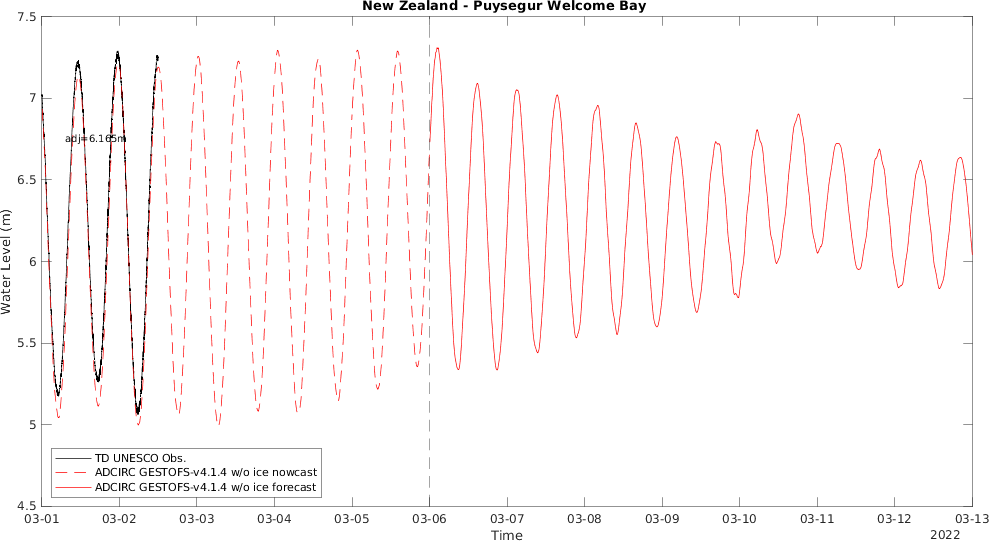 New Zealand - Puysegur Welcome Bay
7.5
7
6.5
6
5.5
5
4.5
Water Level (m)
adj=6.165m
TD UNESCO Obs.
ADCIRC GESTOFS-v4.1.4 w/o ice nowcast
ADCIRC GESTOFS-v4.1.4 w/o ice forecast
03-01 03-02 03-03 03-04 03-05 03-06 03-07 03-08 03-09 03-10 03-11 03-12 03-13
Time
2022